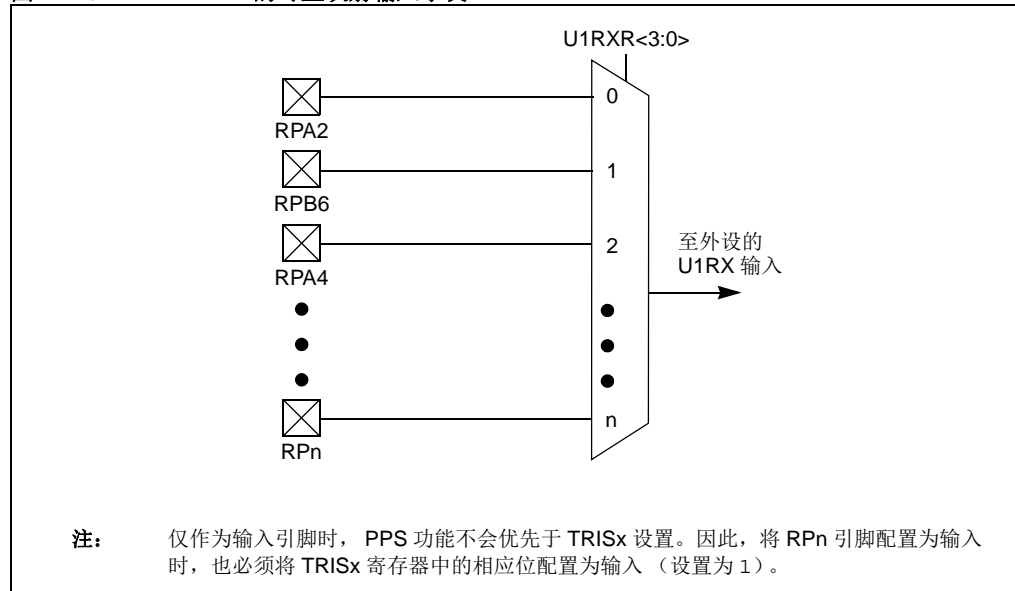 U1RXR<3:0>
RPA2
0
RPB6
1
RPA4
2
至外设的
U1RX 输入
RPn
n
注： 仅作为输入引脚时， PPS 功能不会优先于 TRISx 设置。因此，将 RPn 引脚配置为输入
时，也必须将 TRISx 寄存器中的相应位配置为输入 （设置为 1）。